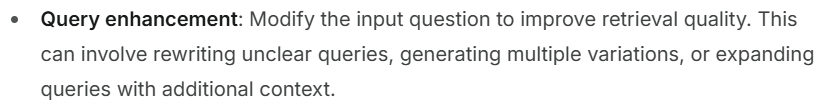 • Query enhancement: Modify the input question to improve retrieval quality. This
can involve rewriting unclear queries, generating multiple variations, or expanding
queries with additional context.